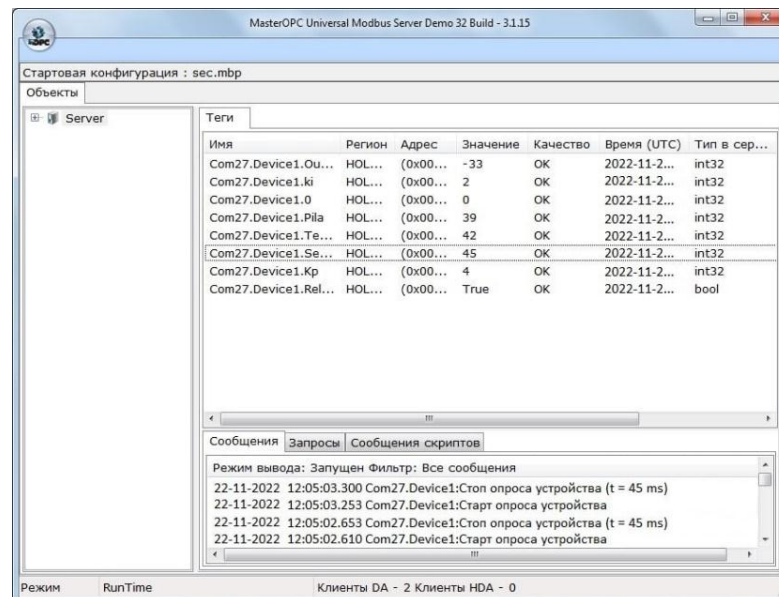 MasterOPC Universal Modbus Server Demo 32 Build - 3.1.15
Стартовая конфигурация : sec.mbp
Объекты
Server
Теги
Имя Регион Адрес Значение Качество Время (UTC) Тип в сер...
Com27.Device1.Ou... HOL... (0x00... -33 OK 2022-11-2... int32
Com27.Device1.ki HOL... (0x00... 2 OK 2022-11-2... int32
Com27.Device1.0 HOL... (0x00... 0 OK 2022-11-2... int32
Com27.Device1.Pila HOL... (0x00... 39 OK 2022-11-2... int32
Com27.Device1.Te... HOL... (0x00... 42 OK 2022-11-2... int32
Com27.Device1.Se... HOL... (0x00... 45 OK 2022-11-2... int32
Com27.Device1.Kp HOL... (0x00... 4 OK 2022-11-2... int32
Com27.Device1.Rel... HOL... (0x00... True OK 2022-11-2... bool
Сообщения Запросы Сообщения скриптов
Режим вывода: Запущен Фильтр: Все сообщения
22-11-2022 12:05:03.300 Com27.Device1:Стоп опроса устройства (t = 45 ms)
22-11-2022 12:05:03.253 Com27.Device1:Старт опроса устройства
22-11-2022 12:05:02.653 Com27.Device1:Стоп опроса устройства (t = 45 ms)
22-11-2022 12:05:02.610 Com27.Device1:Старт опроса устройства
Режим RunTime Клиенты DA - 2 Клиенты HDA - 0